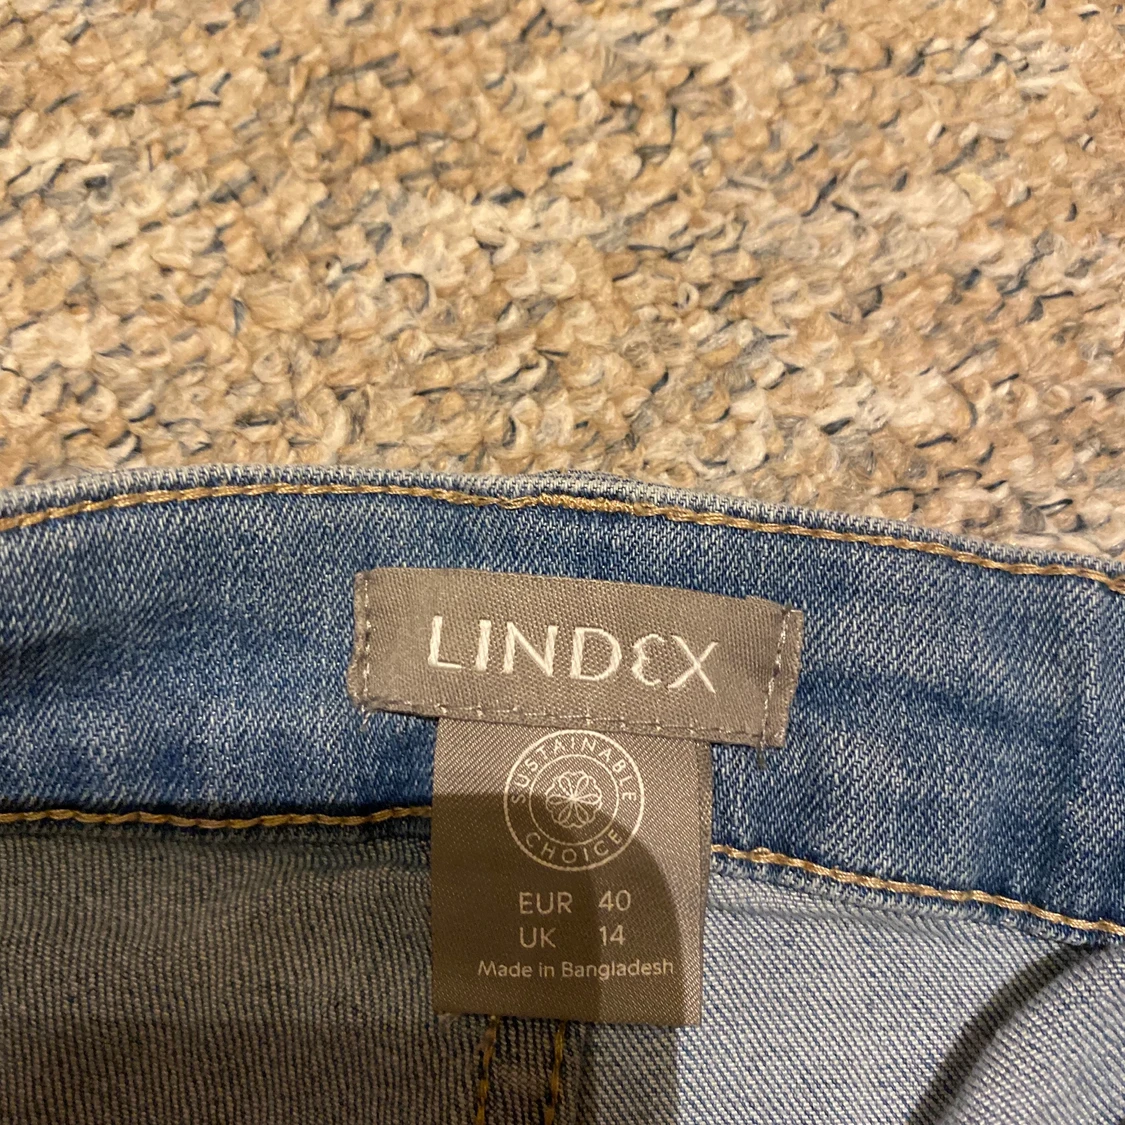 LINDEX
SUSTAINABLE
CHOICE
EUR 40
UK 14
Made in Bangladesh